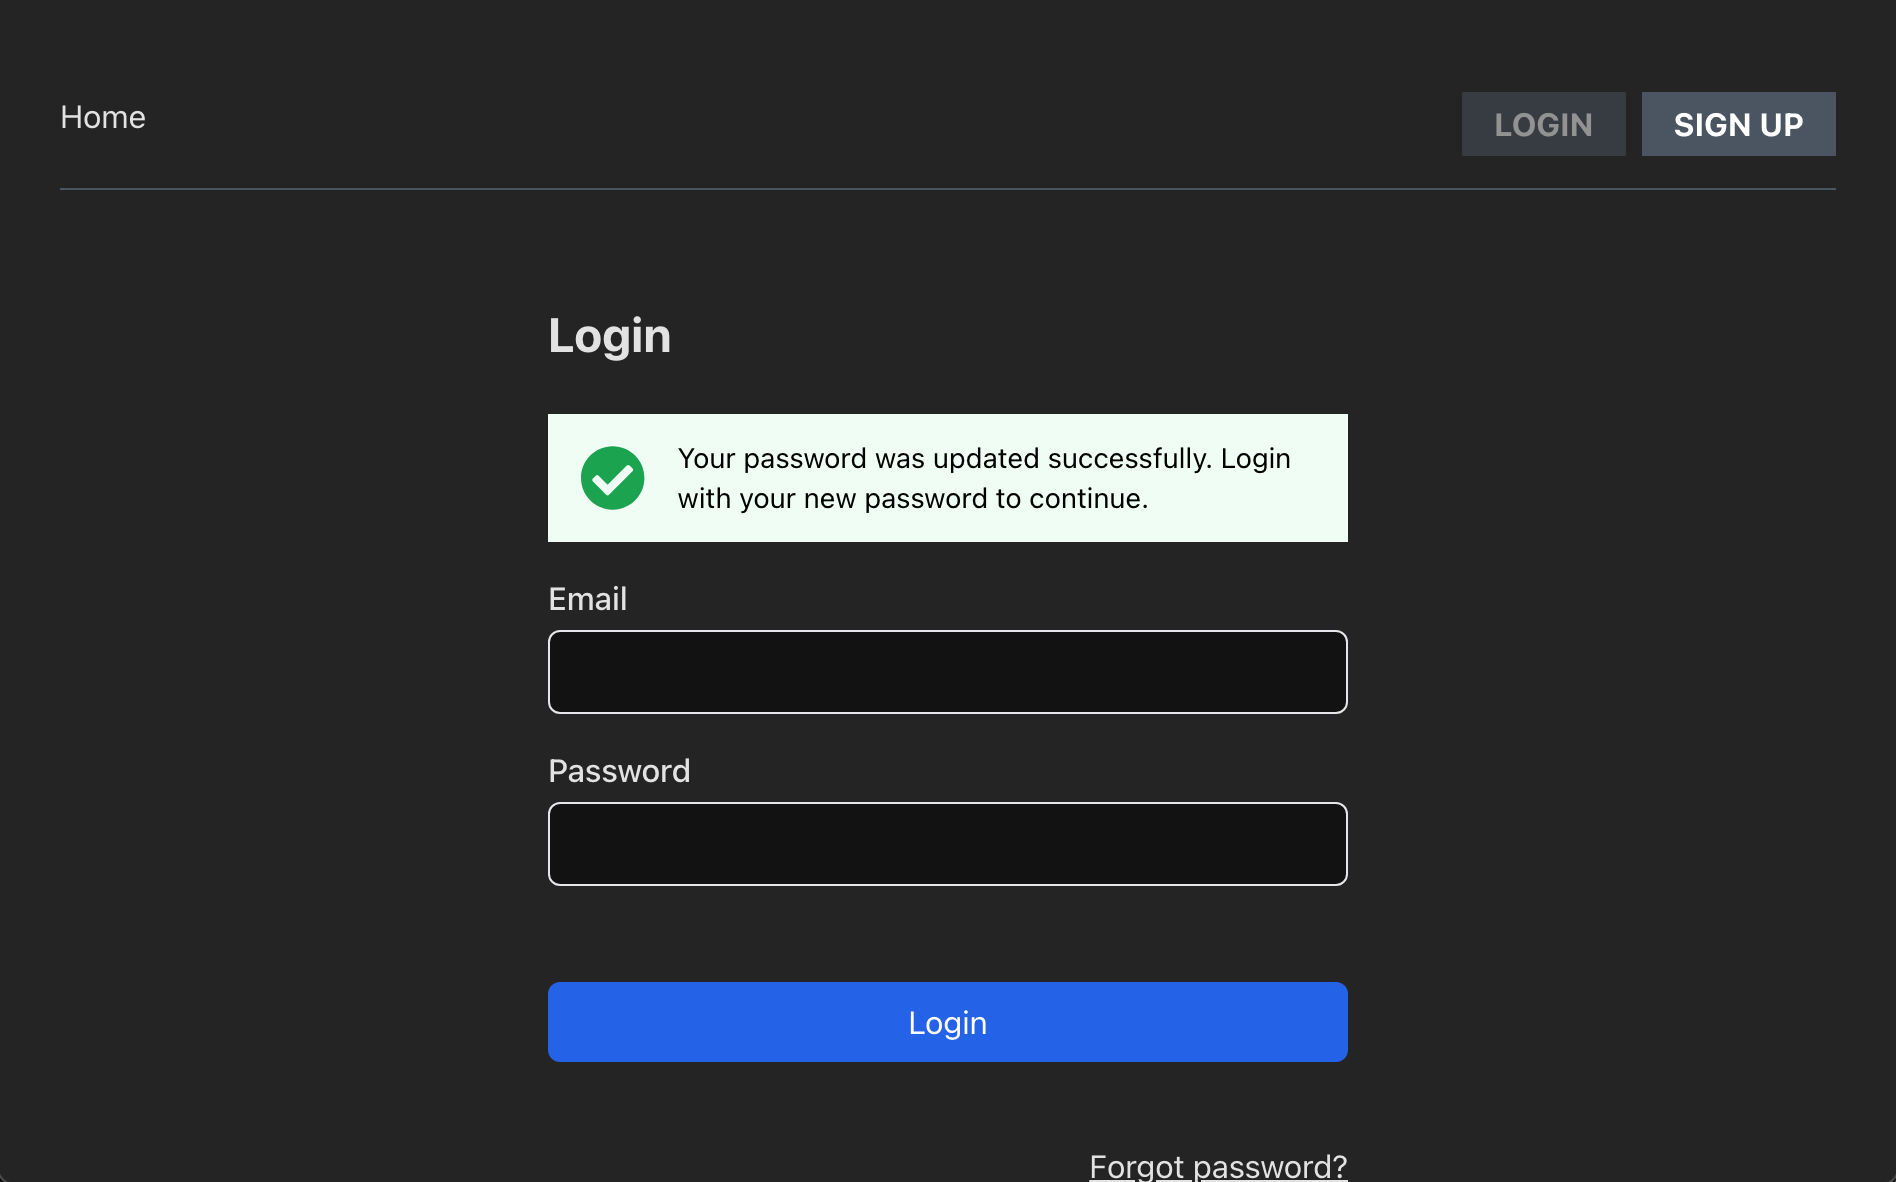 Home
LOGIN
SIGN UP
Login
Your password was updated successfully. Login
with your new password to continue.
Email
Password
Login
Forgot password?